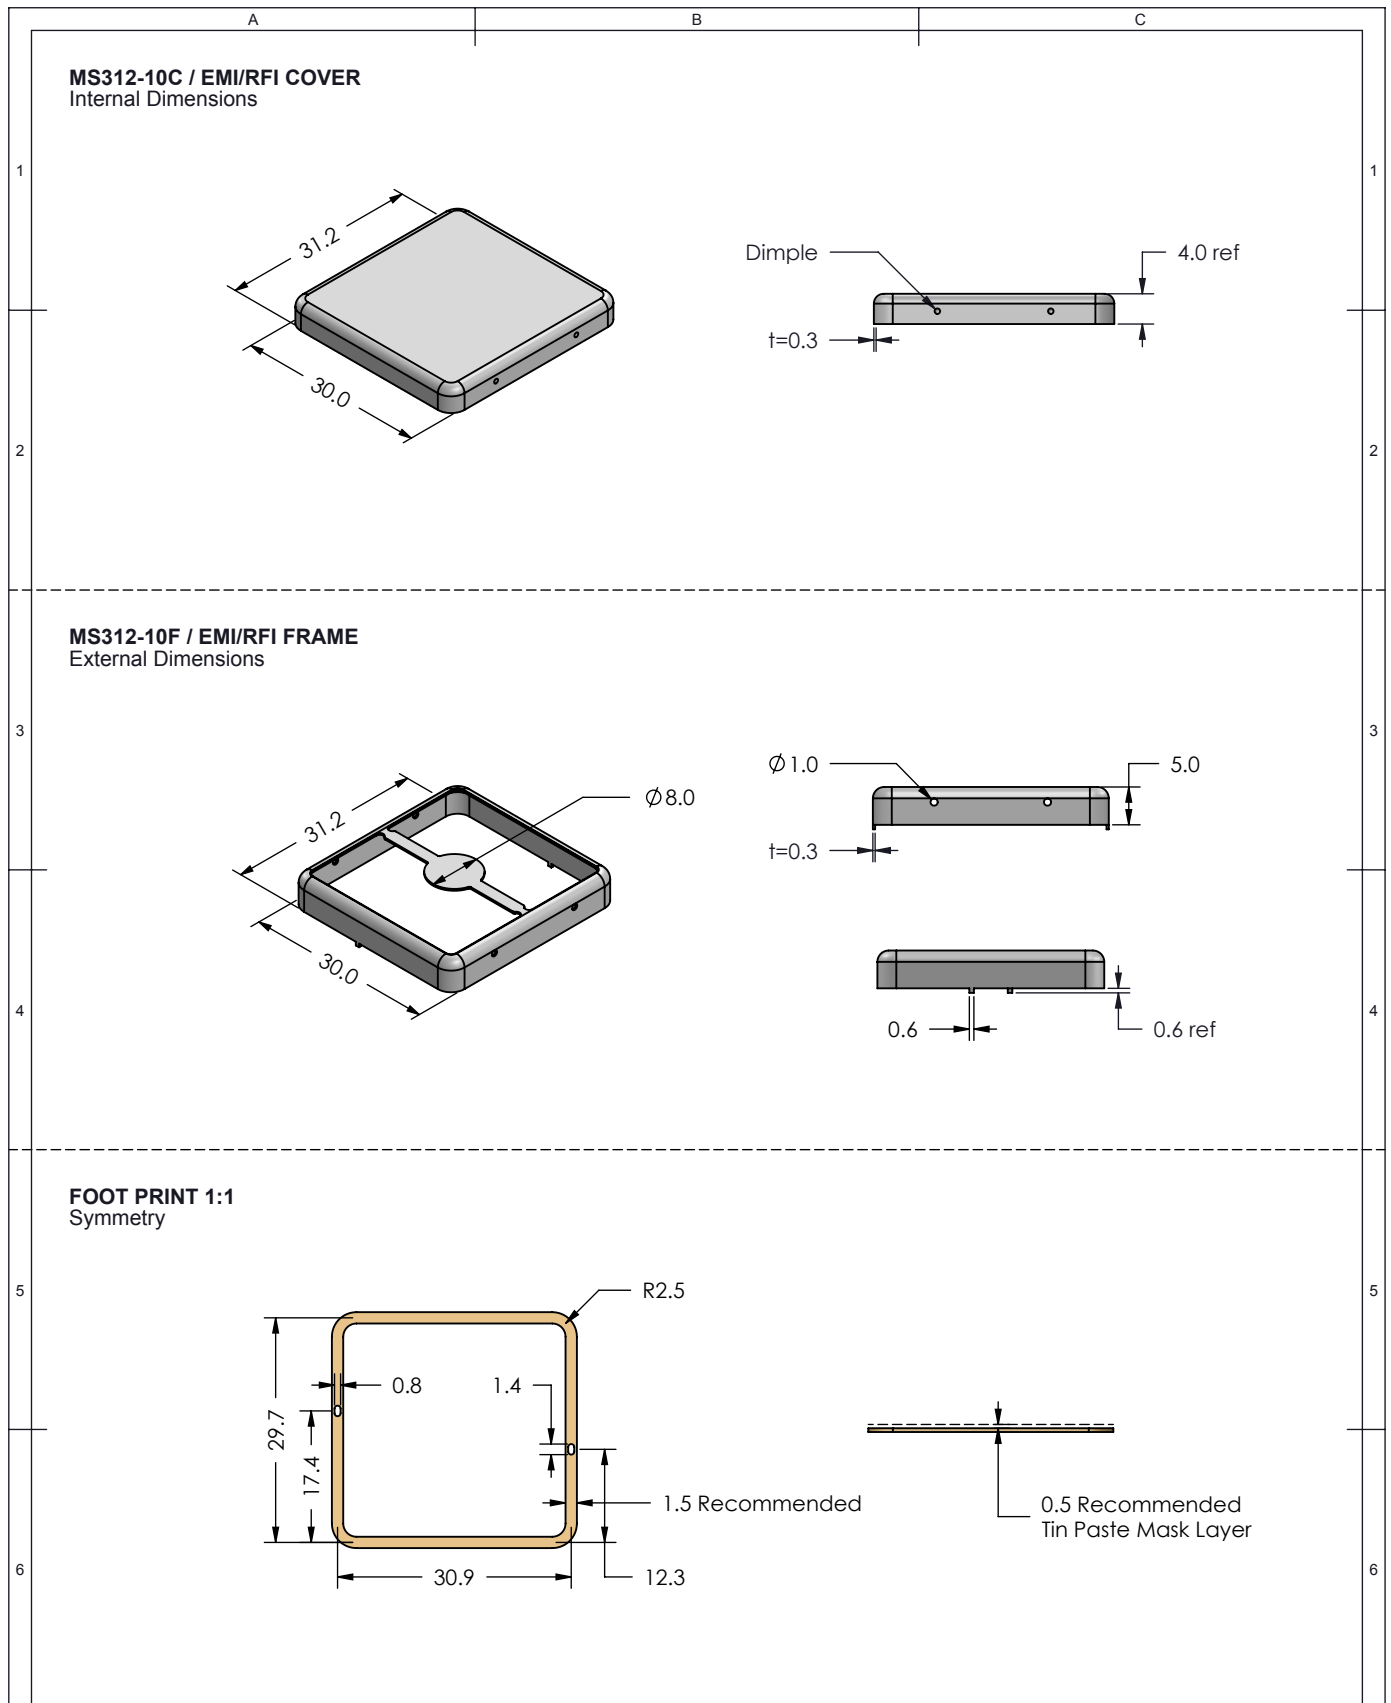 A
B
C
MS312-10C / EMI/RFI COVER
Internal Dimensions
1
1
31.2
30.0
Dimple
4.0 ref
t=0.3
2
2
MS312-10F / EMI/RFI FRAME
External Dimensions
3
3
31.2
30.0
Ø8.0
Ø1.0
5.0
t=0.3
4
4
0.6
0.6 ref
FOOT PRINT 1:1
Symmetry
5
5
R2.5
0.8
1.4
29.7
17.4
1.5 Recommended
0.5 Recommended
Tin Paste Mask Layer
30.9
12.3
6
6